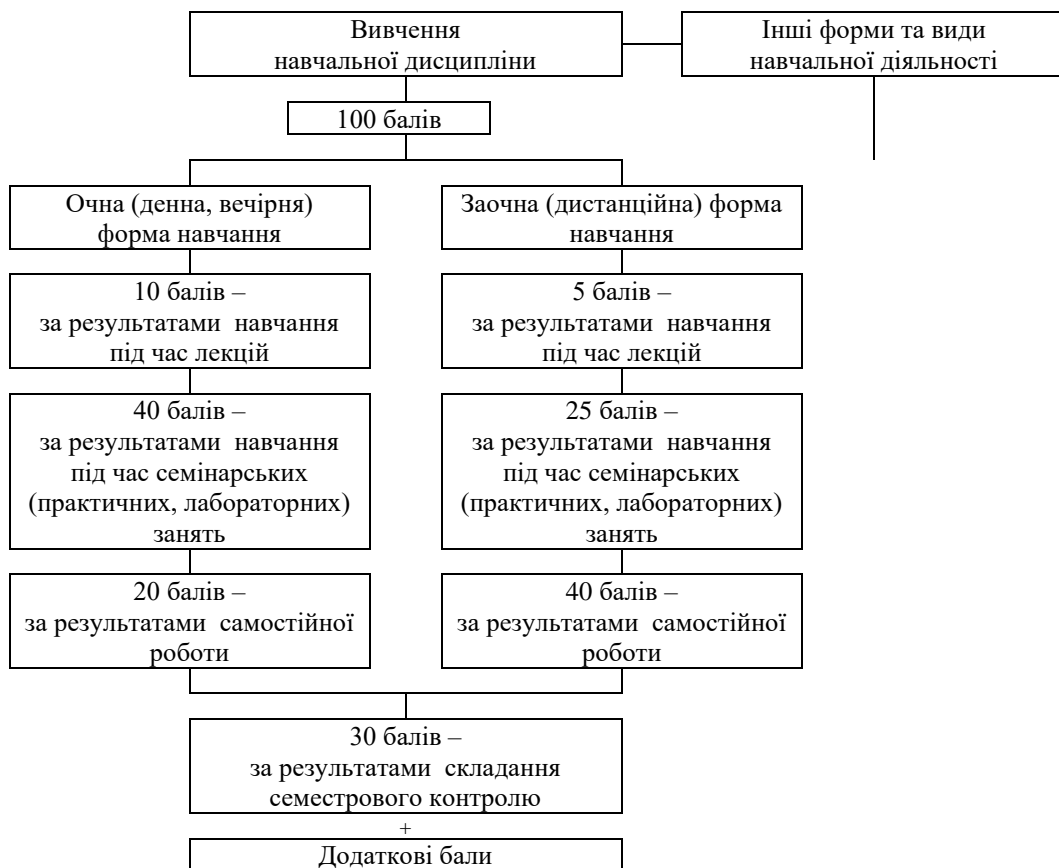 Вивчення
навчальної дисципліни
Інші форми та види
навчальної діяльності
100 балів
Очна (денна, вечірня)
форма навчання
Заочна (дистанційна) форма
навчання
10 балів –
за результатами навчання
під час лекцій
5 балів –
за результатами навчання
під час лекцій
40 балів –
за результатами навчання
під час семінарських
(практичних, лабораторних)
занять
25 балів –
за результатами навчання
під час семінарських
(практичних, лабораторних)
занять
20 балів –
за результатами самостійної
роботи
40 балів –
за результатами самостійної
роботи
30 балів –
за результатами складання
семестрового контролю
+
Додаткові бали